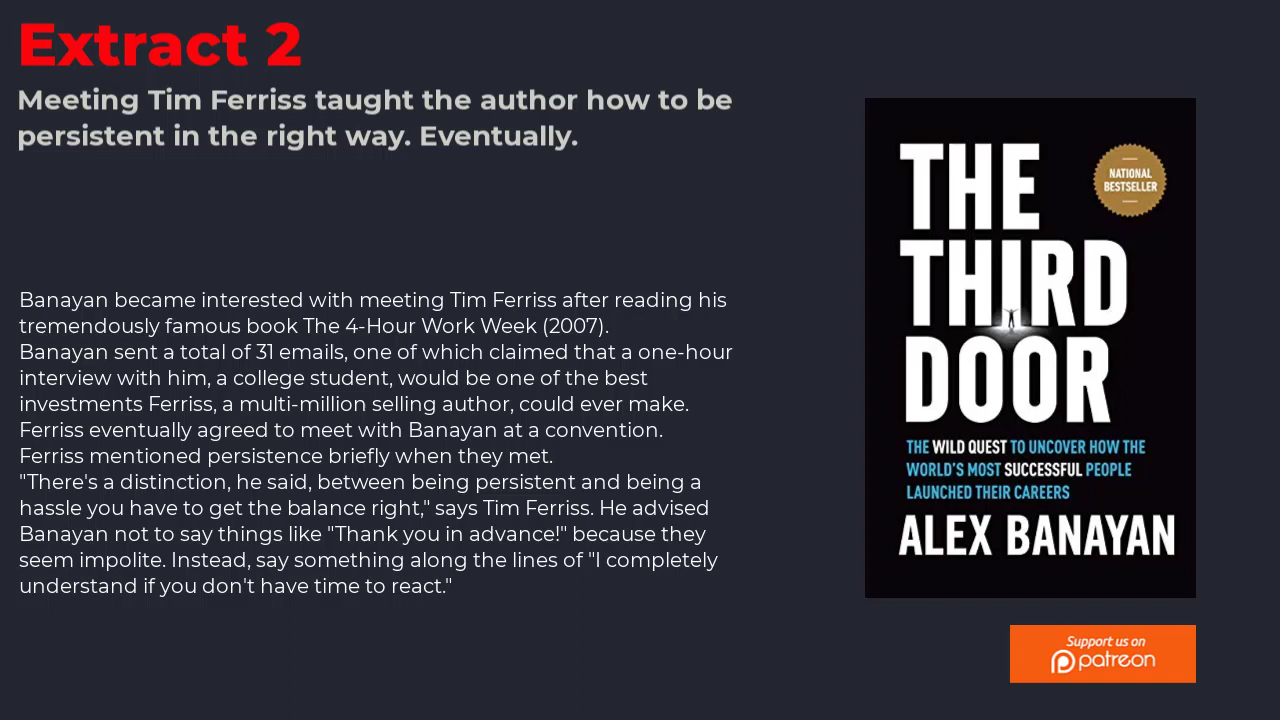 Extract 2
Meeting Tim Ferriss taught the author how to be
persistent in the right way. Eventually.
Banayan became interested with meeting Tim Ferriss after reading his
tremendously famous book The 4-Hour Work Week (2007).
Banayan sent a total of 31 emails, one of which claimed that a one-hour
interview with him, a college student, would be one of the best
investments Ferriss, a multi-million selling author, could ever make.
Ferriss eventually agreed to meet with Banayan at a convention.
Ferriss mentioned persistence briefly when they met.
"There's a distinction, he said, between being persistent and being a
hassle you have to get the balance right," says Tim Ferriss. He advised
Banayan not to say things like "Thank you in advance!" because they
seem impolite. Instead, say something along the lines of "I completely
understand if you don't have time to react."
THE
THIRD
DOOR
NATIONAL
BESTSELLER
THE WILD QUEST TO UNCOVER HOW THE
WORLD'S MOST SUCCESSFUL PEOPLE
LAUNCHED THEIR CAREERS
ALEX BANAYAN
Support us on
patreon